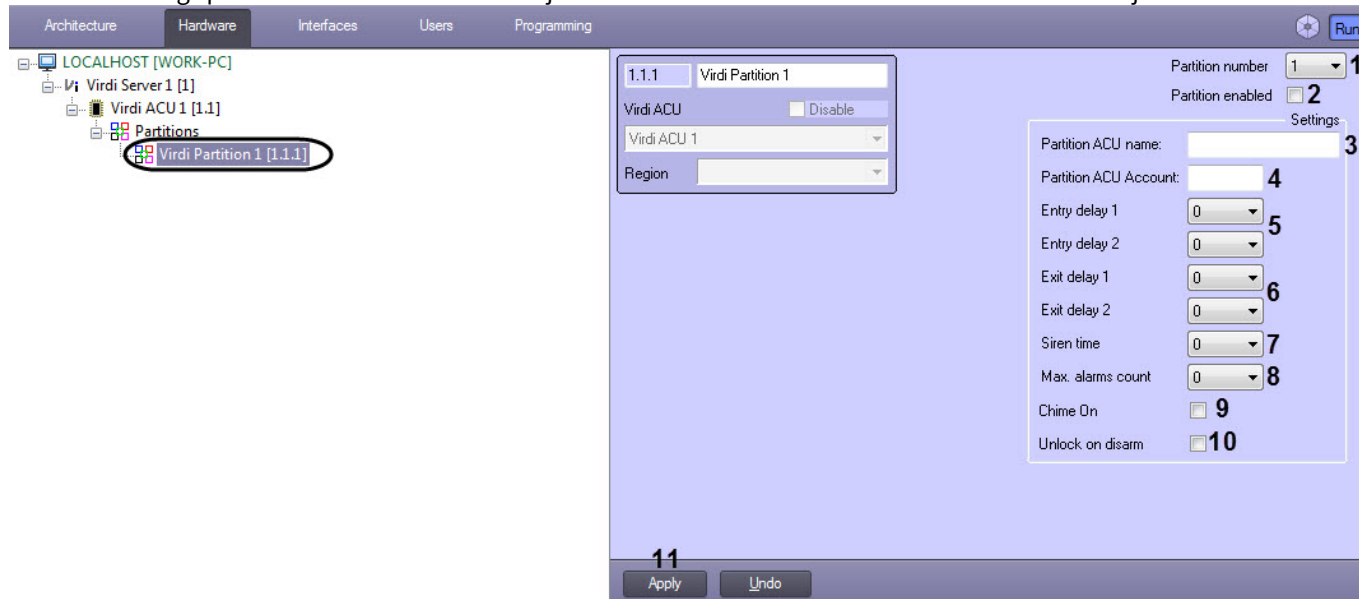 Architecture Hardware Interfaces Users Programming Run
LOCALHOST [WORK-PC]
Virdi Server 1 [1]
Virdi ACU 1 [1.1]
Partitions
Virdi Partition 1 [1.1.1]
1.1.1 Virdi Partition 1
Virdi ACU Disable
Virdi ACU 1
Region
Partition number 1 1
Partition enabled 2
Settings
Partition ACU name: 3
Partition ACU Account: 4
Entry delay 1 0
5
Entry delay 2 0
Exit delay 1 0
6
Exit delay 2 0
Siren time 0 7
Max. alarms count 0 8
Chime On 9
Unlock on disarm 10
11
Apply Undo